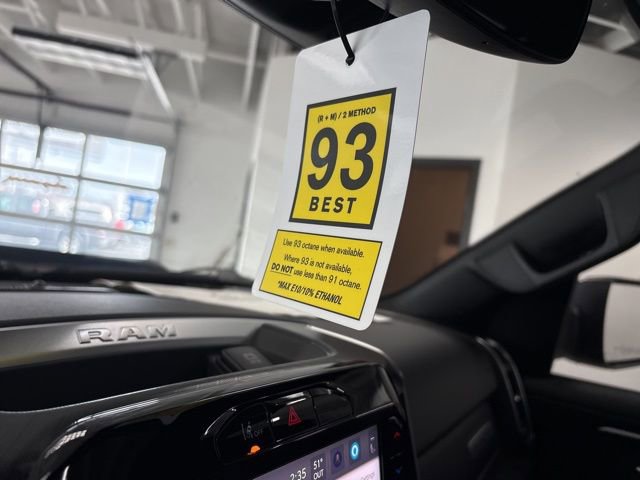 (R + M) / 2 METHOD
93
BEST
Use 93 octane when available.
Where 93 is not available,
DO NOT use less than 91 octane.
*MAX E10/10% ETHANOL
RAM
OFF
2:35
51°
OUT